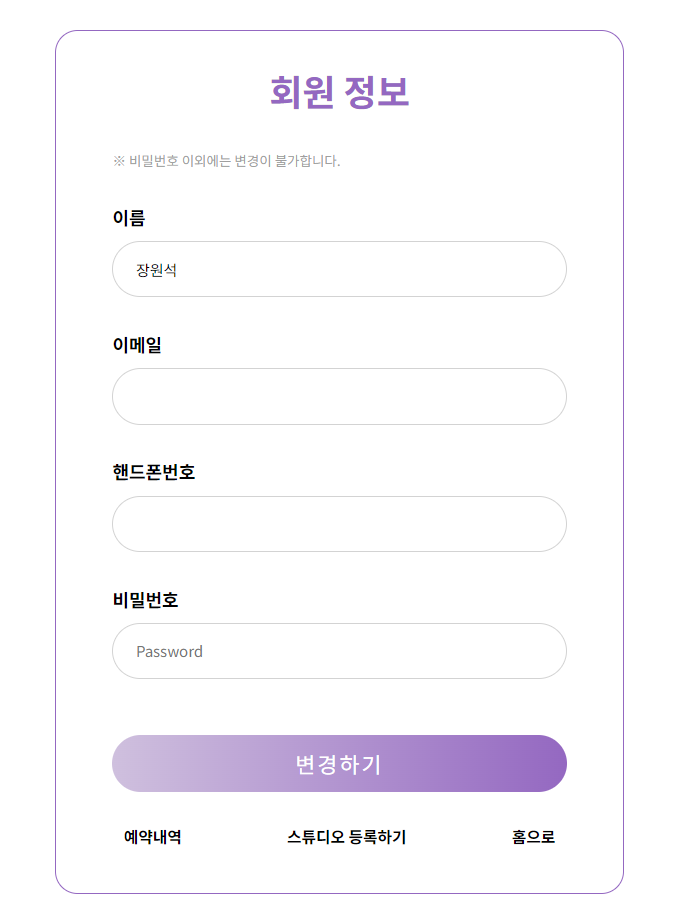 회원 정보
※ 비밀번호 이외에는 변경이 불가합니다.
이름
장원석
이메일
핸드폰번호
비밀번호
Password
변경하기
예약내역 스튜디오 등록하기 홈으로